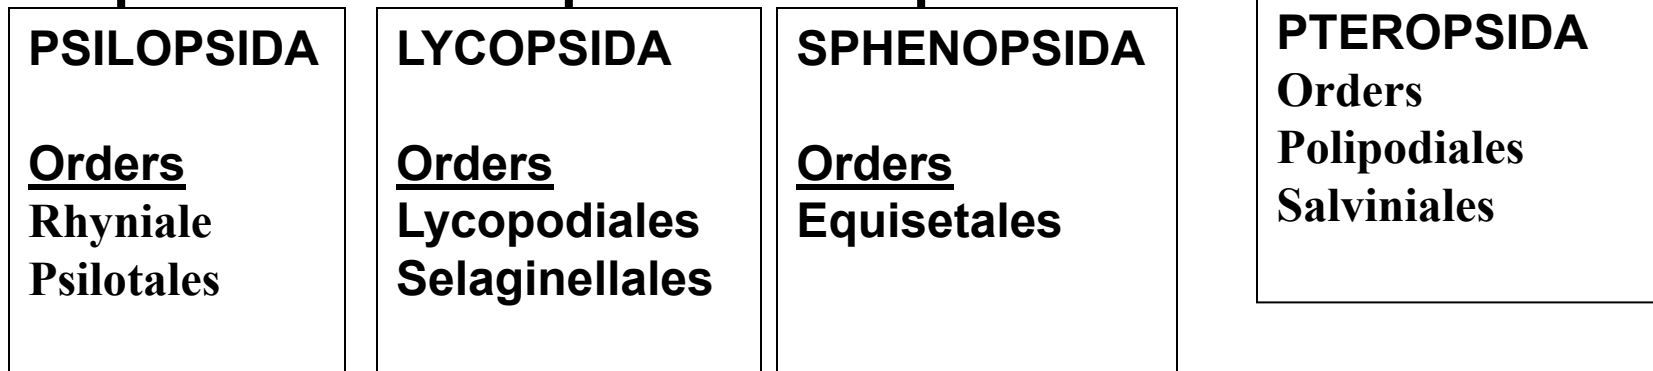 PSILOPSIDA
Orders
Rhyniale
Psilotales
LYCOPSIDA
Orders
Lycopodiales
Selaginellales
SPHENOPSIDA
Orders
Equisetales
PTEROPSIDA
Orders
Polipodiales
Salviniales